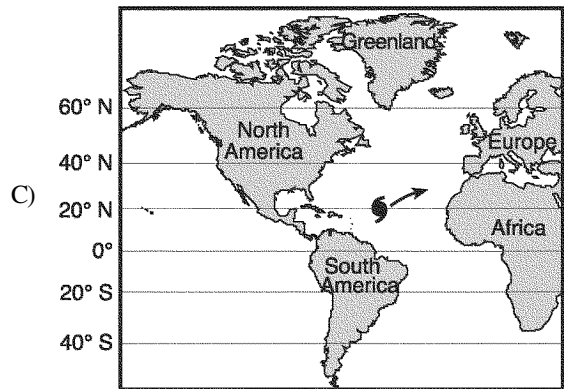 Greenland
60° N
North
America
Europe
40° N
C)
20° N
Africa
0°
South
America
20° S
40° S